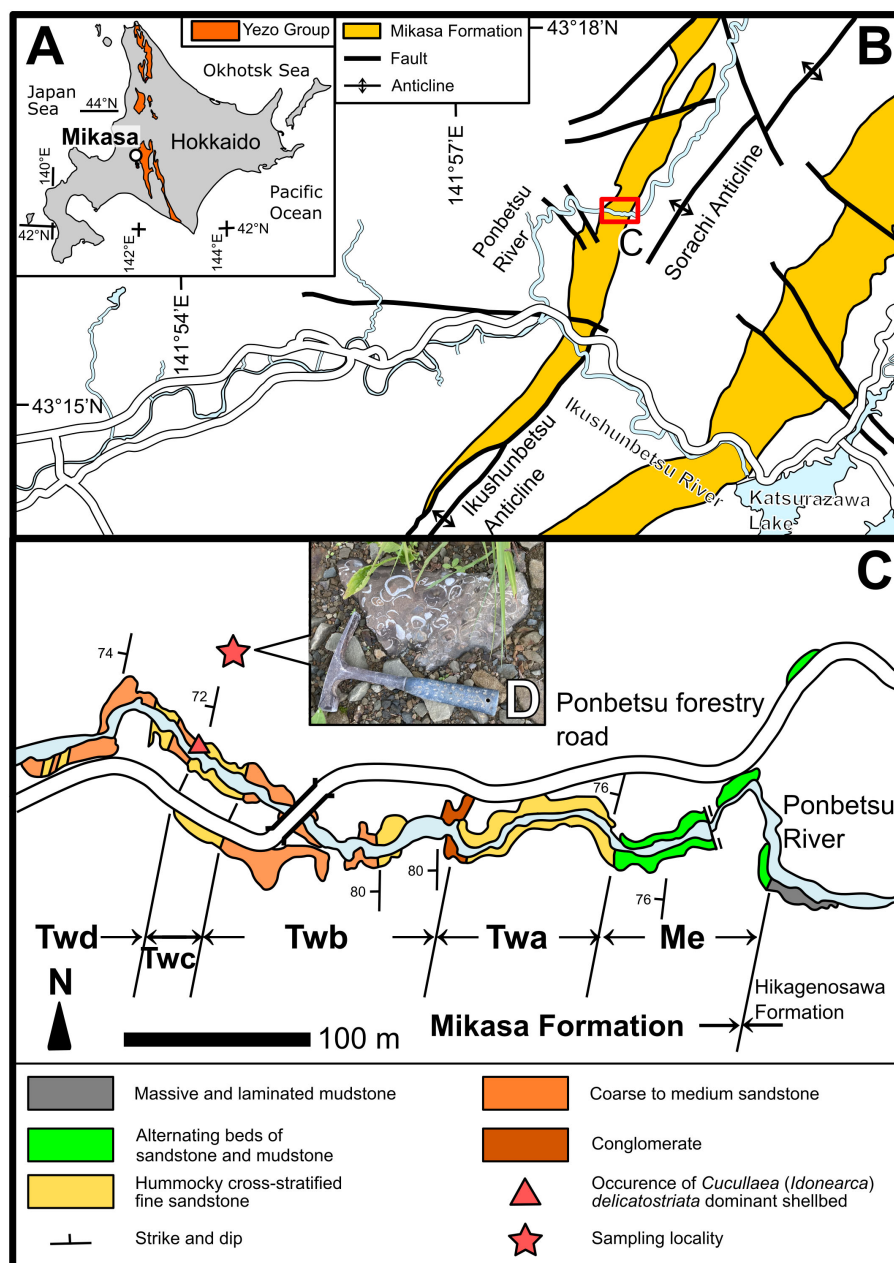 A
Yezo Group
Okhotsk Sea
Japan
Sea
44°N
Mikasa
Hokkaido
140°E
Pacific
Ocean
42°N
142°E
144°E
42°N
B
Mikasa Formation
Fault
Anticline
43°18’N
141°57’E
141°54’E
43°15’N
Ponbetsu
River
C
Sorachi Anticline
Ikushunbetsu River
Ikushunbetsu
Anticline
Katsurazawa
Lake
C
D
74
72
Ponbetsu forestry
road
76
Ponbetsu
River
80
80
76
Twd
Twc
Twb
Twa
Me
N
100 m
Mikasa Formation
Hikagenosawa
Formation
Massive and laminated mudstone
Alternating beds of
sandstone and mudstone
Hummocky cross-stratified
fine sandstone
Strike and dip
Coarse to medium sandstone
Conglomerate
Occurence of Cucullaea (Idonearca)
delicatostriata dominant shellbed
Sampling locality